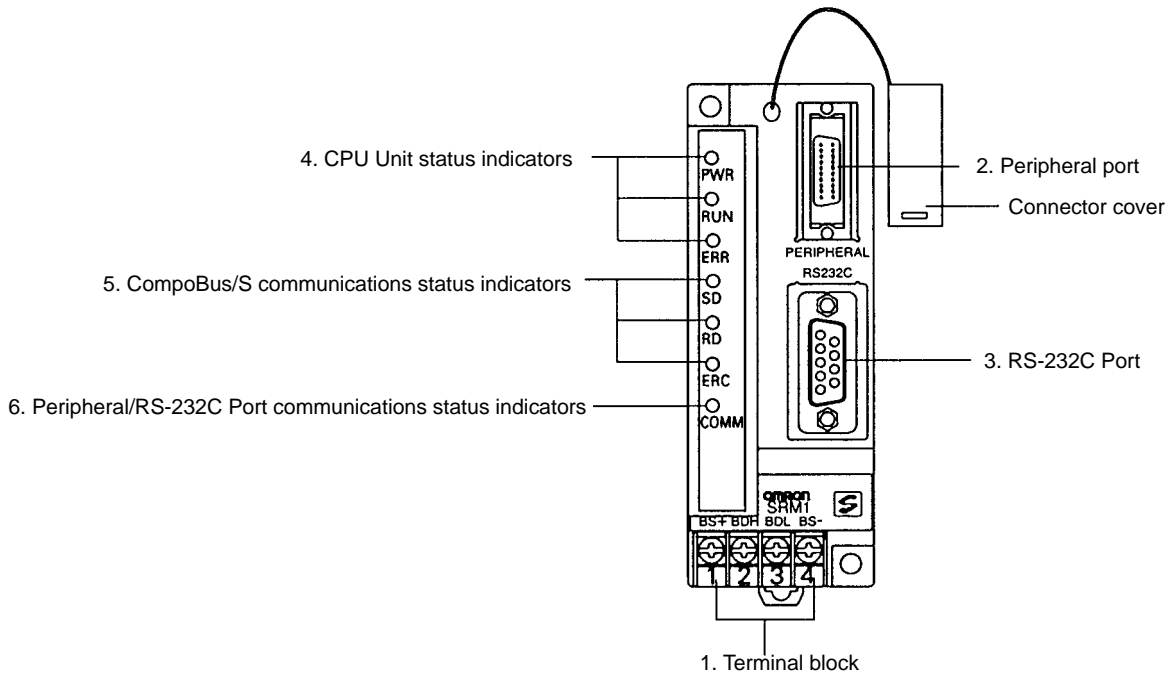 4. CPU Unit status indicators
5. CompoBus/S communications status indicators
6. Peripheral/RS-232C Port communications status indicators
PWR
RUN
ERR
SD
RD
ERC
COMM
PERIPHERAL
RS232C
2. Peripheral port
Connector cover
3. RS-232C Port
OMRON
SRM1
S
BS+ BDH BDL BS-
1 2 3 4
1. Terminal block